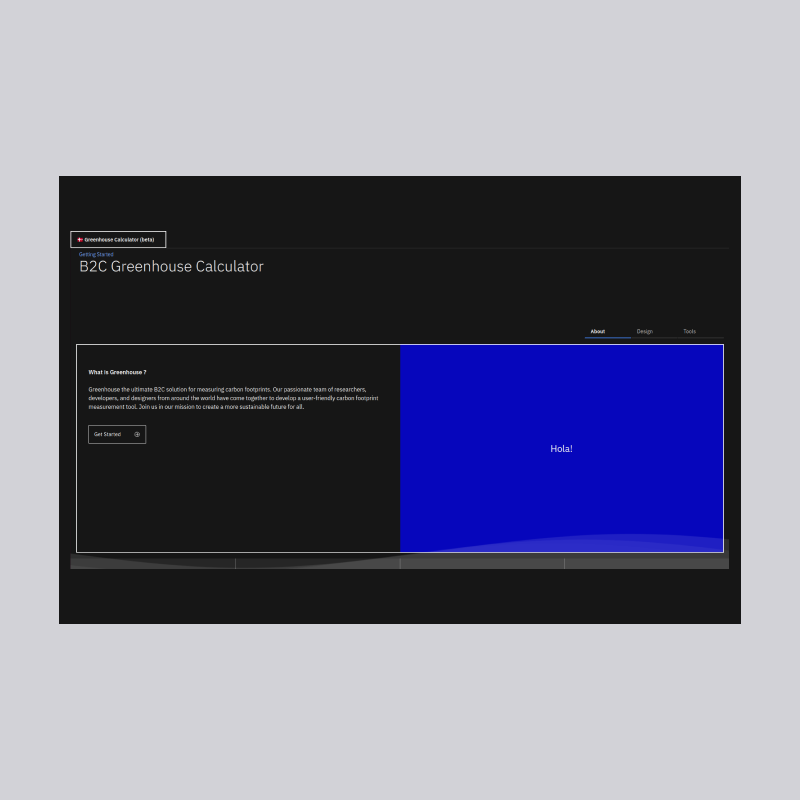 Greenhouse Calculator (beta)
Getting Started
B2C Greenhouse Calculator
About
Design
Tools
What is Greenhouse ?
Greenhouse the ultimate B2C solution for measuring carbon footprints. Our passionate team of researchers,
developers, and designers from around the world have come together to develop a user-friendly carbon footprint
measurement tool. Join us in our mission to create a more sustainable future for all.
Get Started
Hola!